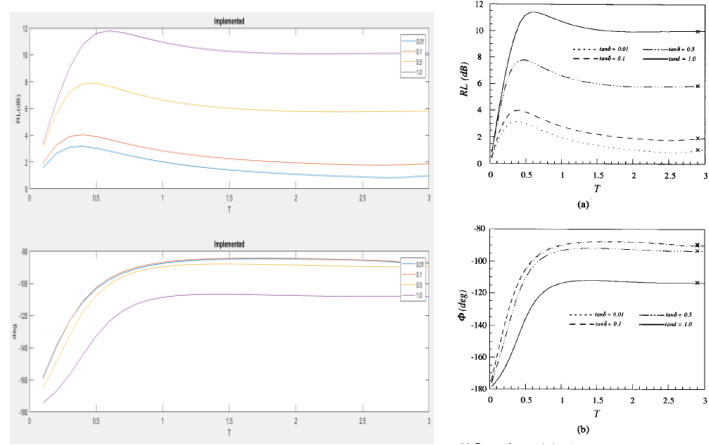 Implemented
12
10
8
6
4
2
0
RL(dB)
0 0.5 1 1.5 2 2.5 3
T
0.01
0.1
0.5
1.0
Implemented
-80
-100
-120
-140
-160
-180
deg
0 0.5 1 1.5 2 2.5 3
T
0.01
0.1
0.5
1.0
12
10
8
6
4
2
0
RL (dB)
tanδ = 0.01 tanδ = 0.5
tanδ = 0.1 tanδ = 1.0
0 0.5 1 1.5 2 2.5 3
T
(a)
-80
-100
-120
-140
-160
-180
Φ (deg)
tanδ = 0.01 tanδ = 0.5
tanδ = 0.1 tanδ = 1.0
0 0.5 1 1.5 2 2.5 3
T
(b)